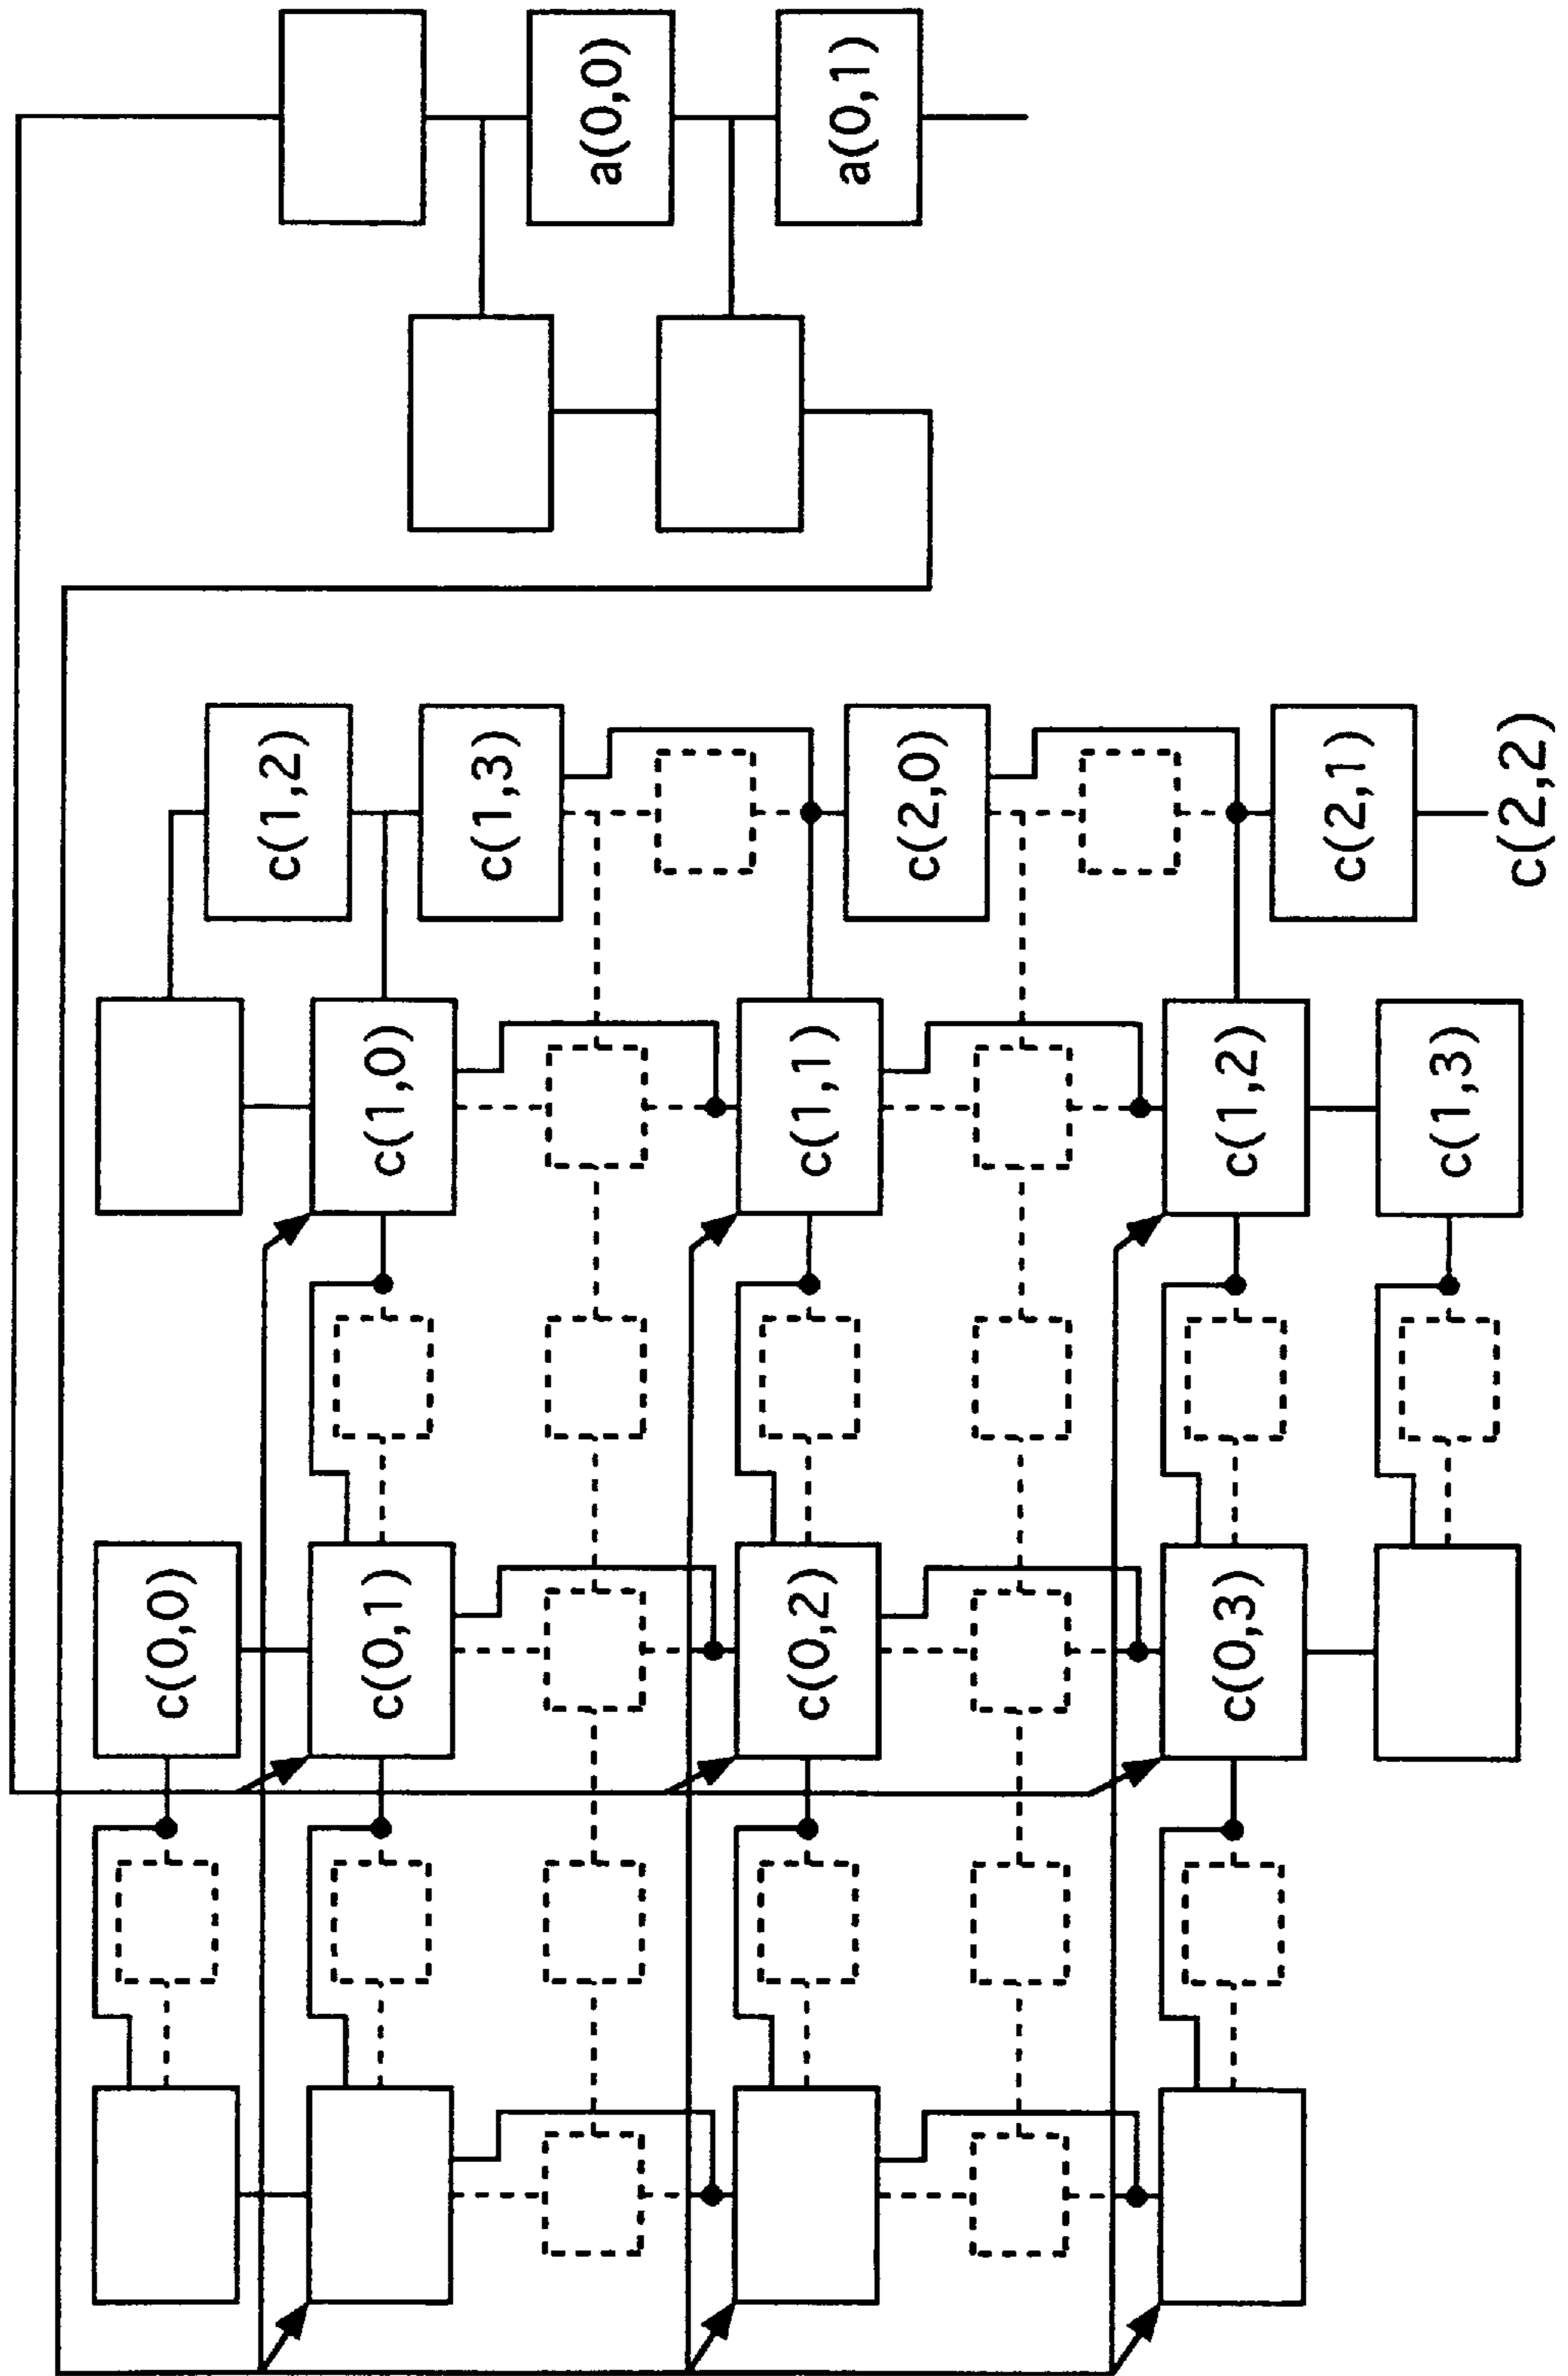 c(0,0)
c(1,2)
c(0,1)
c(1,0)
c(1,3)
a(0,0)
c(0,2)
c(1,1)
a(0,1)
c(2,0)
c(0,3)
c(1,2)
c(2,1)
c(1,3)
c(2,2)